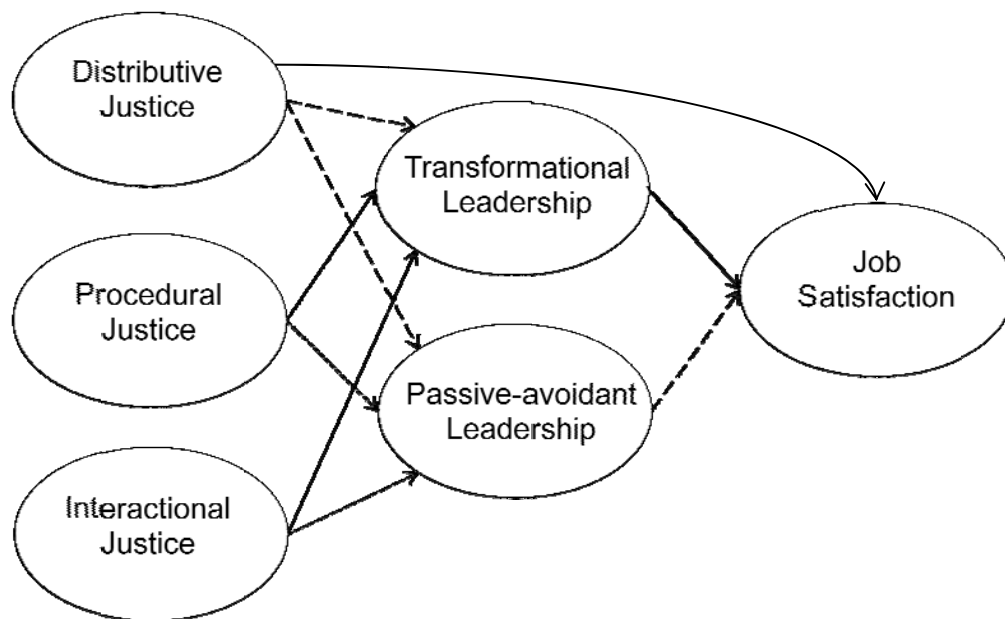 Distributive
Justice
Transformational
Leadership
Procedural
Justice
Job
Satisfaction
Passive-avoidant
Leadership
Interactional
Justice